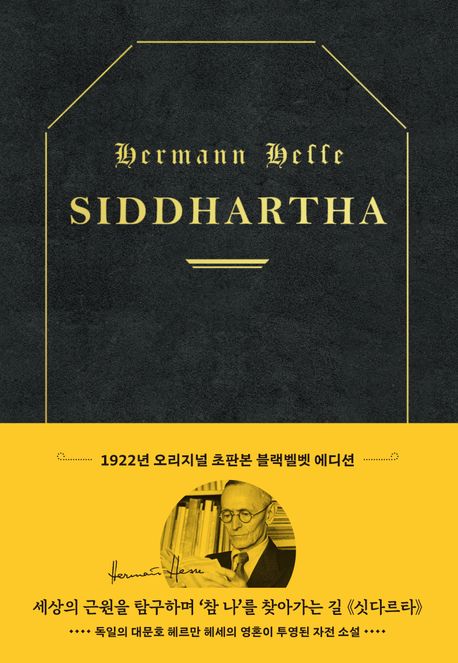 Hermann Hesse
SIDDHARTHA
1922년 오리지널 초판본 블랙벨벳 에디션
Hermann Hesse
세상의 근원을 탐구하며 ‘참 나’를 찾아가는 길 《싯다르타》
독일의 대문호 헤르만 헤세의 영혼이 투영된 자전 소설